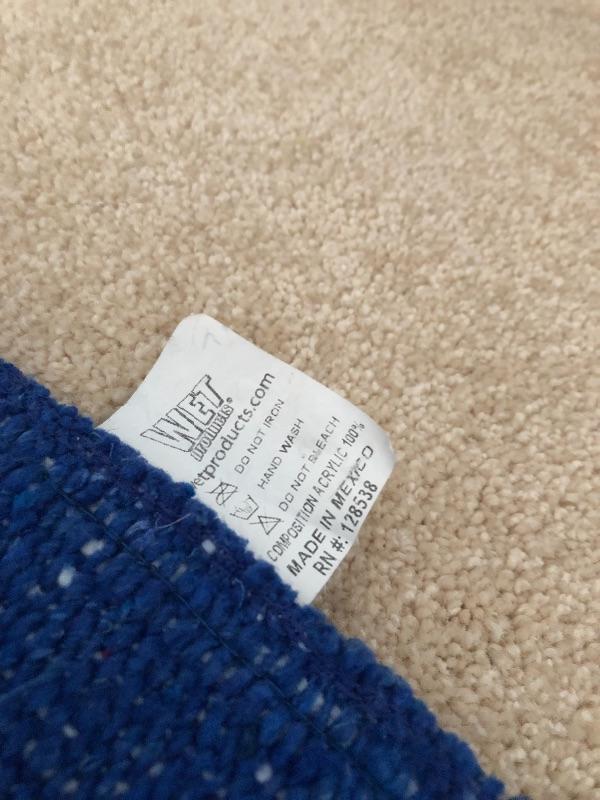 WET
products®
etproducts.com
DO NOT IRON
HAND WASH
DO NOT BLEACH
COMPOSITION ACRYLIC 100%
MADE IN MEXICO
RN #: 128538